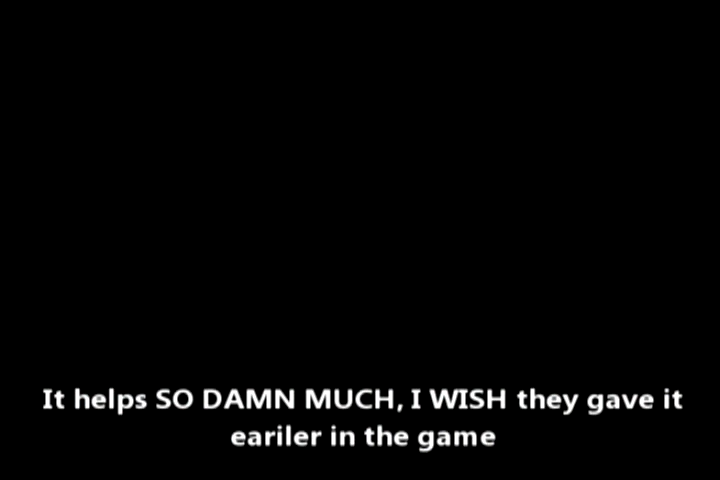 It helps SO DAMN MUCH, I WISH they gave it
eariler in the game